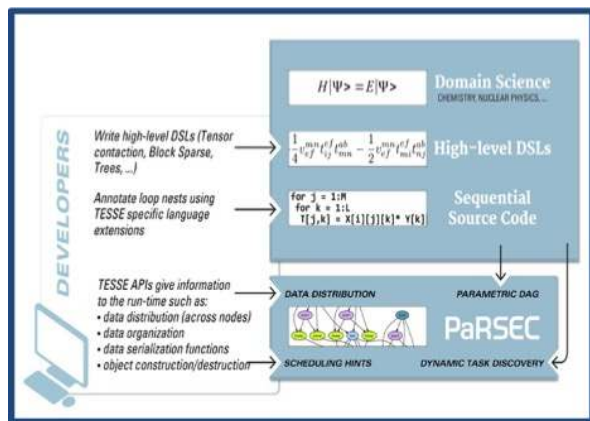 H|Ψ> = E|Ψ>
Domain Science
CHEMISTRY, NUCLEAR PHYSICS, ...
Write high-level DSLs (Tensor
contaction, Block Sparse,
Trees, ...)
High-level DSLs
Annotate loop nests using
TESSE specific language
extensions
for j = 1:M
for k = 1:L
T[j,k] = X[i][j][k]* Y[k]
Sequential
Source Code
DEVELOPERS
TESSE APIs give information
to the run-time such as:
• data distribution (across nodes)
• data organization
• data serialization functions
• object construction/destruction
DATA DISTRIBUTION
PARAMETRIC DAG
PaRSEC
SCHEDULING HINTS
DYNAMIC TASK DISCOVERY